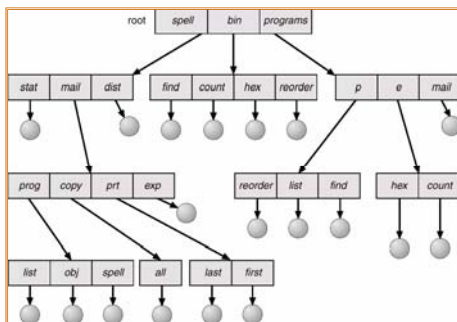 root spell bin programs
stat mail dist find count hex reorder p e mail
prog copy prt exp reorder list find hex count
list obj spell all last first